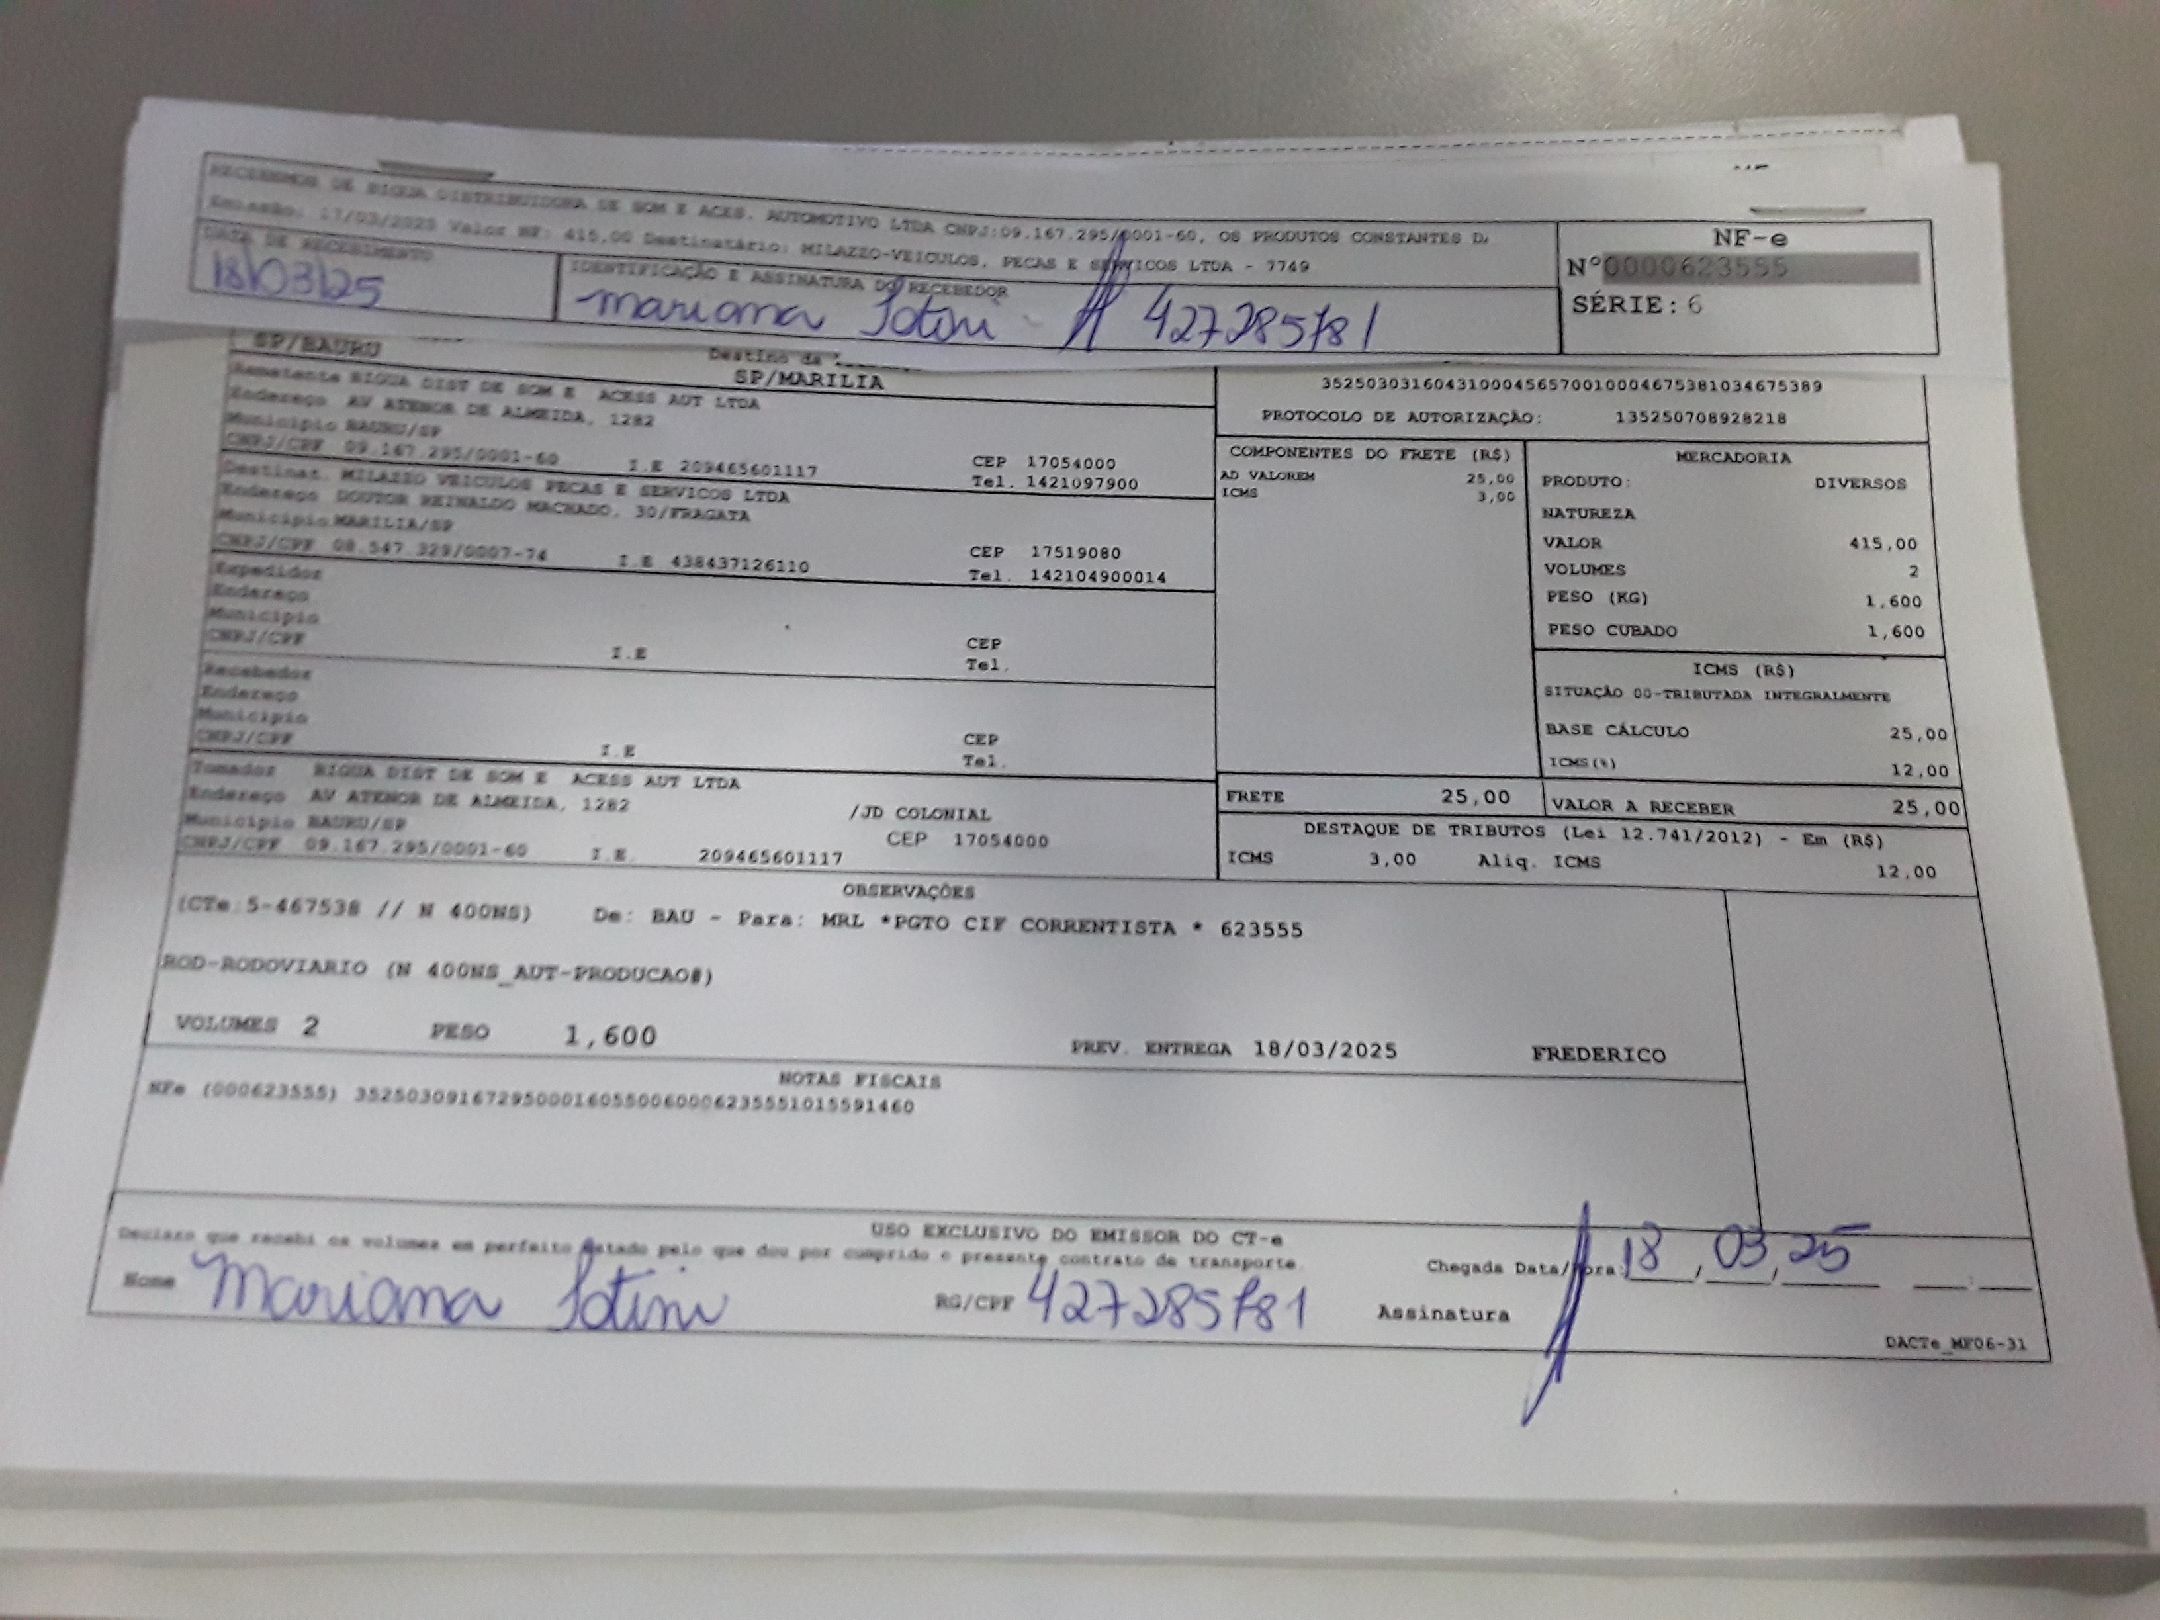 RECEBEMOS DE BIGUA DISTRIBUIDORA DE SOM E ACES. AUTOMOTIVO LTDA CNPJ:09.167.295/0001-60, OS PRODUTOS CONSTANTES DA
Emissão: 17/03/2025 Valor NF: 415,00 Destinatário: MILAZZO-VEICULOS, PECAS E SERVICOS LTDA - 7749
DATA DE RECEBIMENTO
18/03/25
IDENTIFICAÇÃO E ASSINATURA DO RECEBEDOR
Mariana 427285781
NF-e
Nº0000623555
SÉRIE: 6
SP/BAURU
Destino da
SP/MARILIA
Remetente BIGUA DIST DE SOM E ACESS AUT LTDA
Endereço AV ATENOR DE ALMEIDA, 1282
Municipio BAURU/SP
CNPJ/CPF 09.167.295/0001-60 I.E 209465601117 CEP 17054000
Tel. 1421097900
Destinat. MILAZZO VEICULOS PECAS E SERVICOS LTDA
Endereço DOUTOR REINALDO MACHADO, 30/FRAGATA
Municipio MARILIA/SP
CNPJ/CPF 08.547.329/0007-74 I.E 438437126110 CEP 17519080
Tel. 142104900014
Expedidor
Endereço
Municipio
CNPJ/CPF I.E CEP
Tel.
Recebedor
Endereço
Municipio
CNPJ/CPF I.E CEP
Tel.
Tomador BIGUA DIST DE SOM E ACESS AUT LTDA
Endereço AV ATENOR DE ALMEIDA, 1282 /JD COLONIAL
Municipio BAURU/SP CEP 17054000
CNPJ/CPF 09.167.295/0001-60 I.E. 209465601117
35250303160431000456570010004675381034675389
PROTOCOLO DE AUTORIZAÇÃO: 135250708928218
COMPONENTES DO FRETE (R$)
AD VALOREM 25,00
ICMS 3,00
MERCADORIA
PRODUTO: DIVERSOS
NATUREZA
VALOR 415,00
VOLUMES 2
PESO (KG) 1,600
PESO CUBADO 1,600
ICMS (R$)
SITUAÇÃO 00-TRIBUTADA INTEGRALMENTE
BASE CÁLCULO 25,00
ICMS(%) 12,00
FRETE 25,00 VALOR A RECEBER 25,00
DESTAQUE DE TRIBUTOS (Lei 12.741/2012) - Em (R$)
ICMS 3,00 Aliq. ICMS 12,00
OBSERVAÇÕES
(CTe:5-467538 // N 400NS) De: BAU - Para: MRL *PGTO CIF CORRENTISTA * 623555
ROD-RODOVIARIO (N 400NS_AUT-PRODUCAO#)
VOLUMES 2 PESO 1,600 PREV. ENTREGA 18/03/2025 FREDERICO
NOTAS FISCAIS
NFe (000623555) 35250309167295000160550060006235551015591460
USO EXCLUSIVO DO EMISSOR DO CT-e
Declaro que recebi os volumes em perfeito estado pelo que dou por cumprido o presente contrato de transporte.
Chegada Data/Hora: 18, 03, 25
Nome Mariana RG/CPF 427285781 Assinatura
DACTe_MF06-31